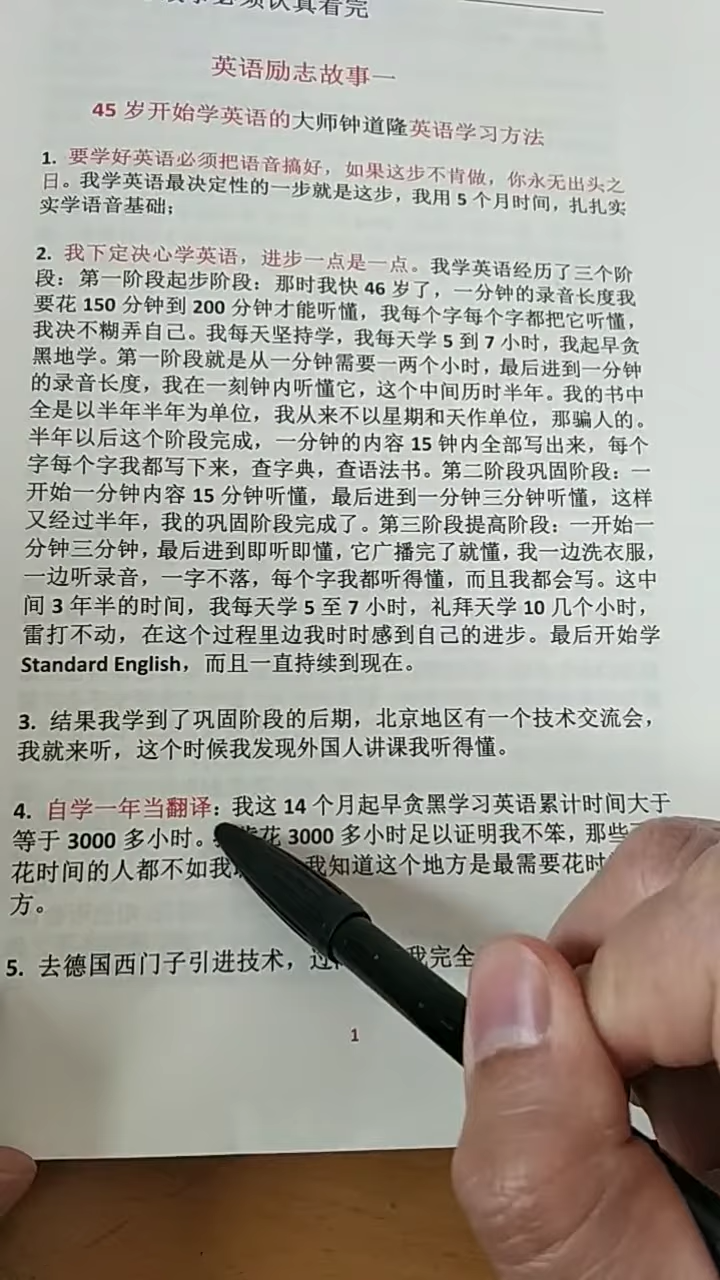 必须认真看完
英语励志故事一
45 岁开始学英语的大师钟道隆英语学习方法
1. 要学好英语必须把语音搞好，如果这步不肯做，你永无出头之
日。我学英语最决定性的一步就是这步，我用 5 个月时间，扎扎实
实学语音基础；
2. 我下定决心学英语，进步一点是一点。我学英语经历了三个阶
段：第一阶段起步阶段：那时我快 46 岁了，一分钟的录音长度我
要花 150 分钟到 200 分钟才能听懂，我每个字每个字都把它听懂，
我决不糊弄自己。我每天坚持学，我每天学 5 到 7 小时，我起早贪
黑地学。第一阶段就是从一分钟需要一两个小时，最后进到一分钟
的录音长度，我在一刻钟内听懂它，这个中间历时半年。我的书中
全是以半年半年为单位，我从来不以星期和天作单位，那骗人的。
半年以后这个阶段完成，一分钟的内容 15 钟内全部写出来，每个
字每个字我都写下来，查字典，查语法书。第二阶段巩固阶段：一
开始一分钟内容 15 分钟听懂，最后进到一分钟三分钟听懂，这样
又经过半年，我的巩固阶段完成了。第三阶段提高阶段：一开始一
分钟三分钟，最后进到即听即懂，它广播完了就懂，我一边洗衣服，
一边听录音，一字不落，每个字我都听得懂，而且我都会写。这中
间 3 年半的时间，我每天学 5 至 7 小时，礼拜天学 10 几个小时，
雷打不动，在这个过程里边我时时感到自己的进步。最后开始学
Standard English，而且一直持续到现在。
3. 结果我学到了巩固阶段的后期，北京地区有一个技术交流会，
我就来听，这个时候我发现外国人讲课我听得懂。
4. 自学一年当翻译：我这 14 个月起早贪黑学习英语累计时间大于
等于 3000 多小时。花 3000 多小时足以证明我不笨，那些
花时间的人都不如我 我知道这个地方是最需要花时
方。
5. 去德国西门子引进技术，过 我完全
1